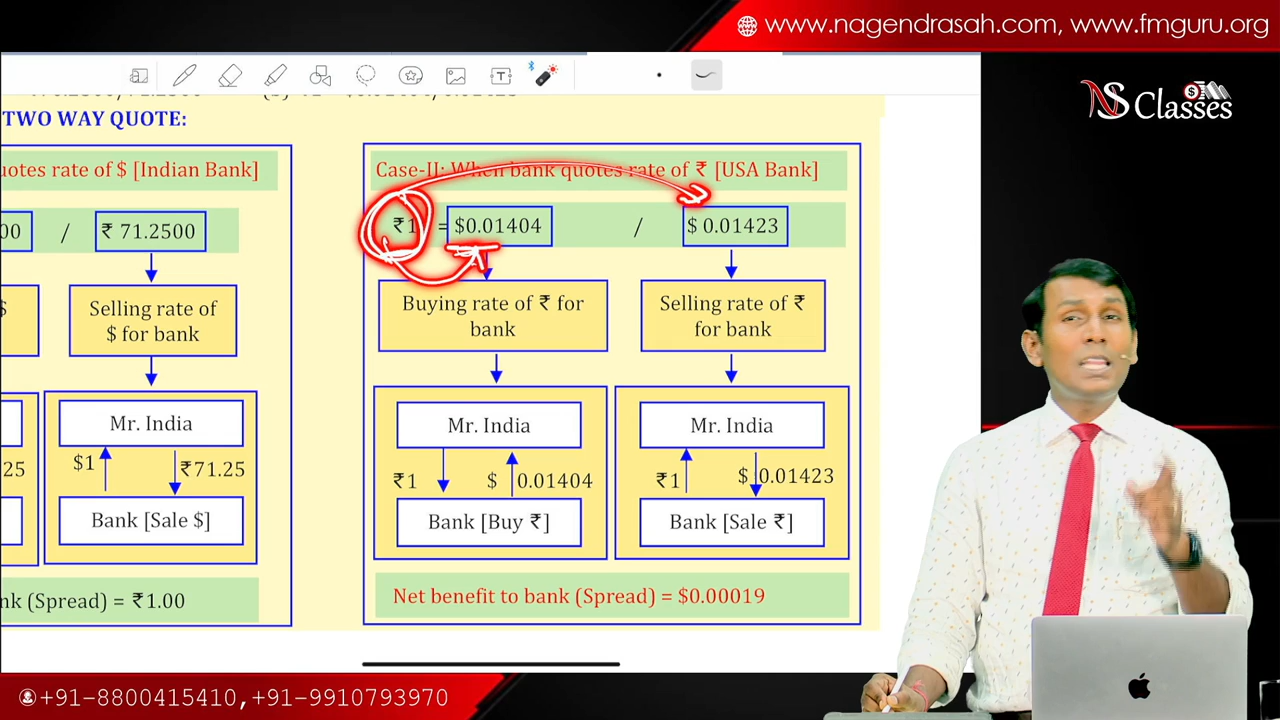 www.nagendrasah.com, www.fmguru.org
NS Classes
TWO WAY QUOTE:
uotes rate of $ [Indian Bank]
00 / ₹ 71.2500
Selling rate of
$ for bank
Mr. India
25 $1 ₹71.25
Bank [Sale $]
nk (Spread) = ₹1.00
Case-II: When bank quotes rate of ₹ [USA Bank]
₹1 = $0.01404 / $ 0.01423
Buying rate of ₹ for
bank
Selling rate of ₹
for bank
Mr. India
₹1 $ 0.01404
Bank [Buy ₹]
Mr. India
₹1 $ 0.01423
Bank [Sale ₹]
Net benefit to bank (Spread) = $0.00019
+91-8800415410,+91-9910793970